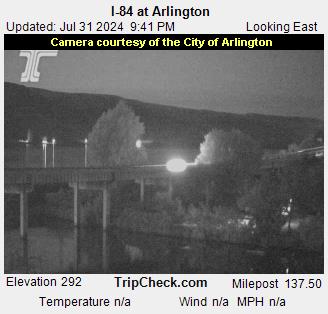 I-84 at Arlington
Updated: Jul 31 2024 9:41 PM Looking East
Camera courtesy of the City of Arlington
Elevation 292 TripCheck.com Milepost 137.50
Temperature n/a Wind n/a MPH n/a